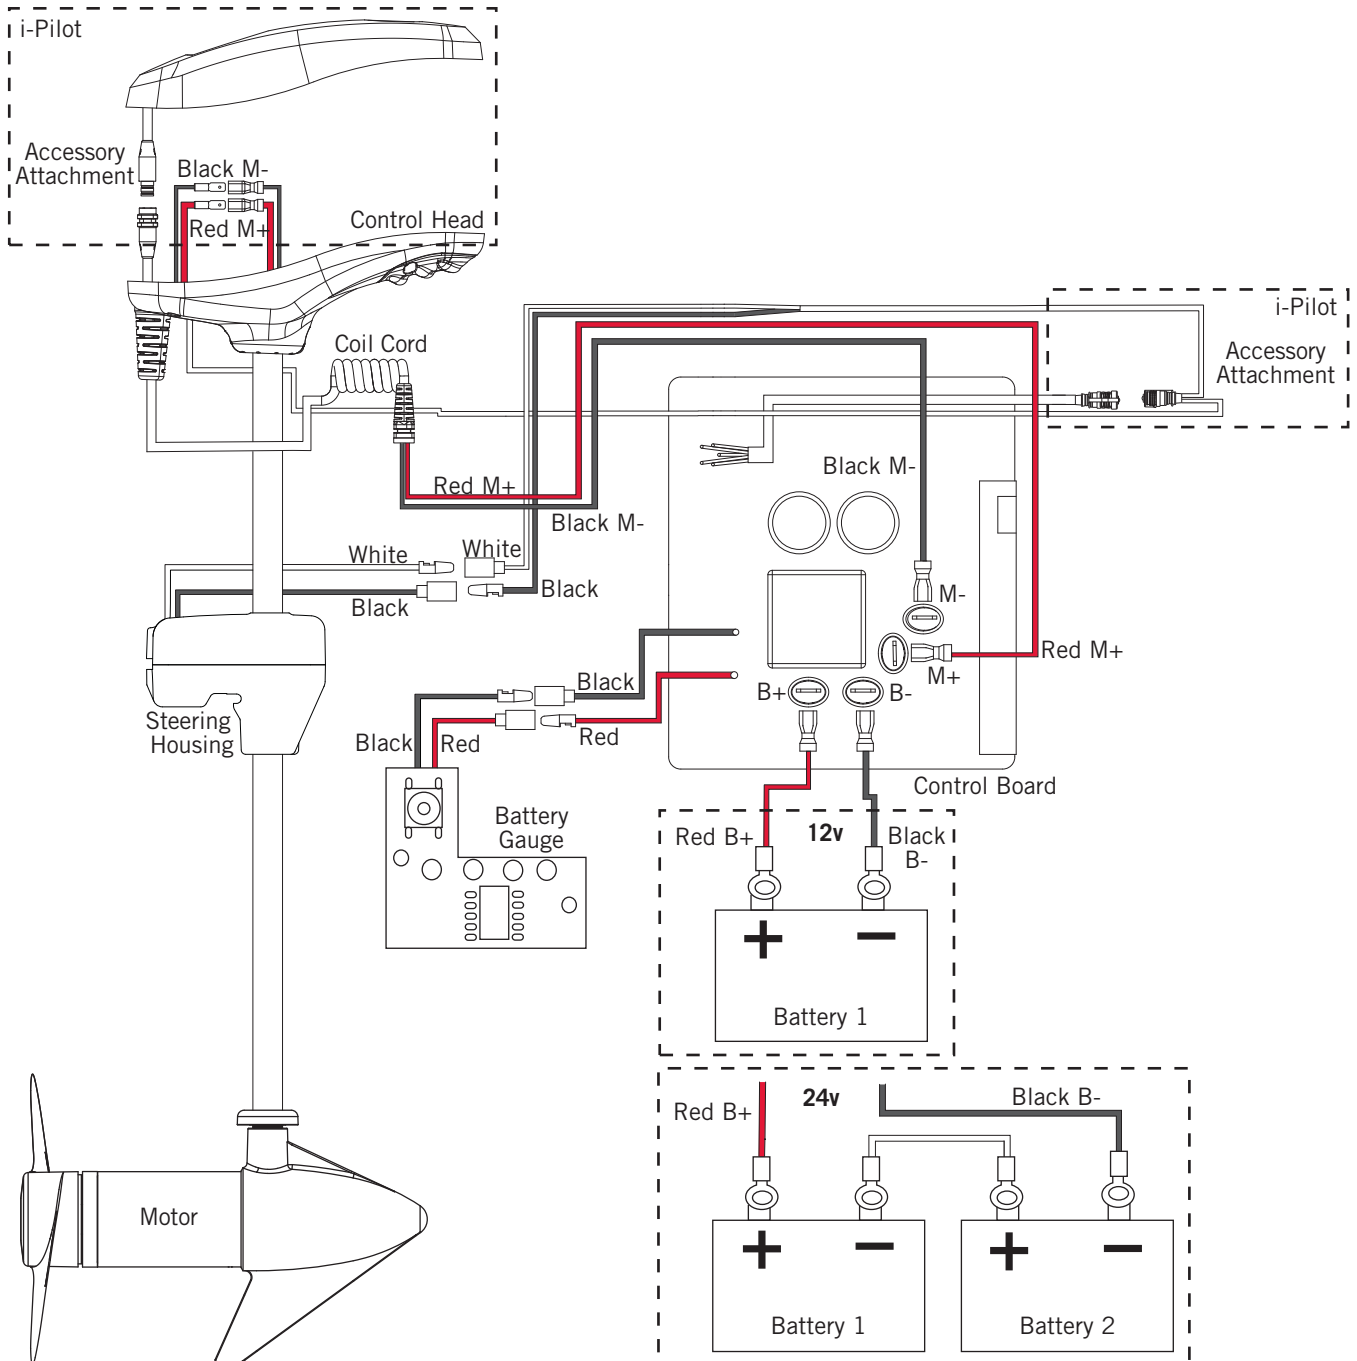 i-Pilot
Accessory
Attachment
Black M-
Red M+
Control Head
i-Pilot
Accessory
Attachment
Coil Cord
Black M-
Red M+
Black M-
White
White
Black
Black
M-
Red M+
M+
B+
B-
Black
Red
Black
Red
Steering
Housing
Control Board
Battery
Gauge
Red B+
12v
Black
B-
+
−
Battery 1
Red B+
24v
Black B-
+
−
+
−
Motor
Battery 1
Battery 2